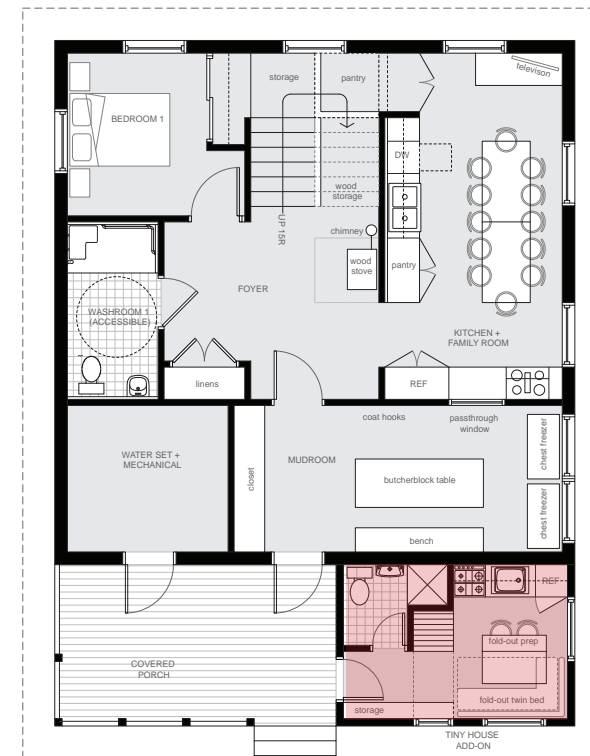 televison
storage
pantry
BEDROOM 1
DW
wood
storage
UP 15R
chimney
wood
stove
pantry
FOYER
WASHROOM 1
(ACCESSIBLE)
KITCHEN +
FAMILY ROOM
linens
REF
coat hooks
passthrough
window
chest freezer
WATER SET +
MECHANICAL
closet
MUDROOM
butcherblock table
chest freezer
bench
REF
fold-out prep
COVERED
PORCH
fold-out twin bed
storage
TINY HOUSE
ADD-ON